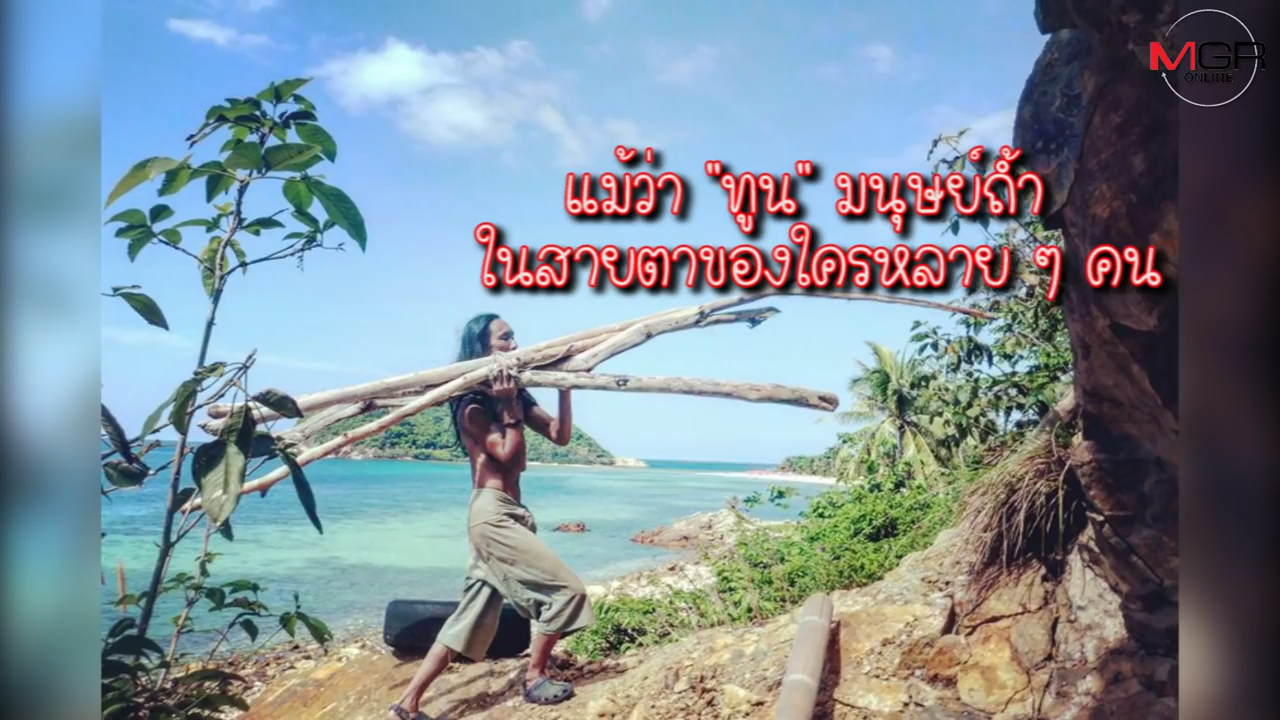 MGR
ONLINE
แม้ว่า "ทูน" มนุษย์ถ้ำ
ในสายตาของใครหลาย ๆ คน